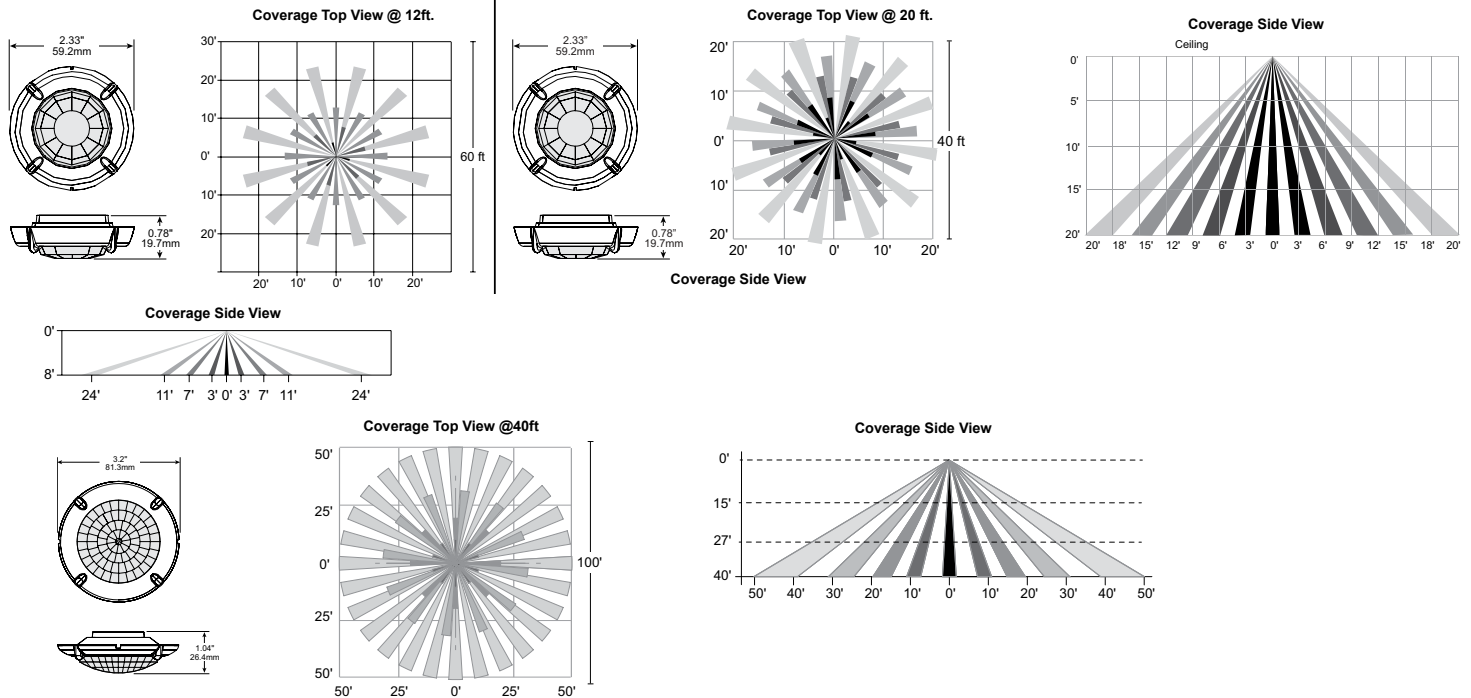 Coverage Top View @ 12ft.
2.33"
59.2mm
30'
20'
10'
0'
10'
20'
20' 10' 0' 10' 20'
60 ft
0.78"
19.7mm
Coverage Top View @ 20 ft.
2.33"
59.2mm
20'
10'
0'
10'
20'
20' 10' 0' 10' 20'
40 ft
0.78"
19.7mm
Coverage Side View
Coverage Side View
Ceiling
0'
5'
10'
15'
20'
20' 18' 15' 12' 9' 6' 3' 0' 3' 6' 9' 12' 15' 18' 20'
Coverage Side View
0'
8'
24' 11' 7' 3' 0' 3' 7' 11' 24'
3.2"
81.3mm
1.04"
26.4mm
Coverage Top View @40ft
50'
25'
0'
25'
50'
50' 25' 0' 25' 50'
100'
Coverage Side View
0'
15'
27'
40'
50' 40' 30' 20' 10' 0' 10' 20' 30' 40' 50'